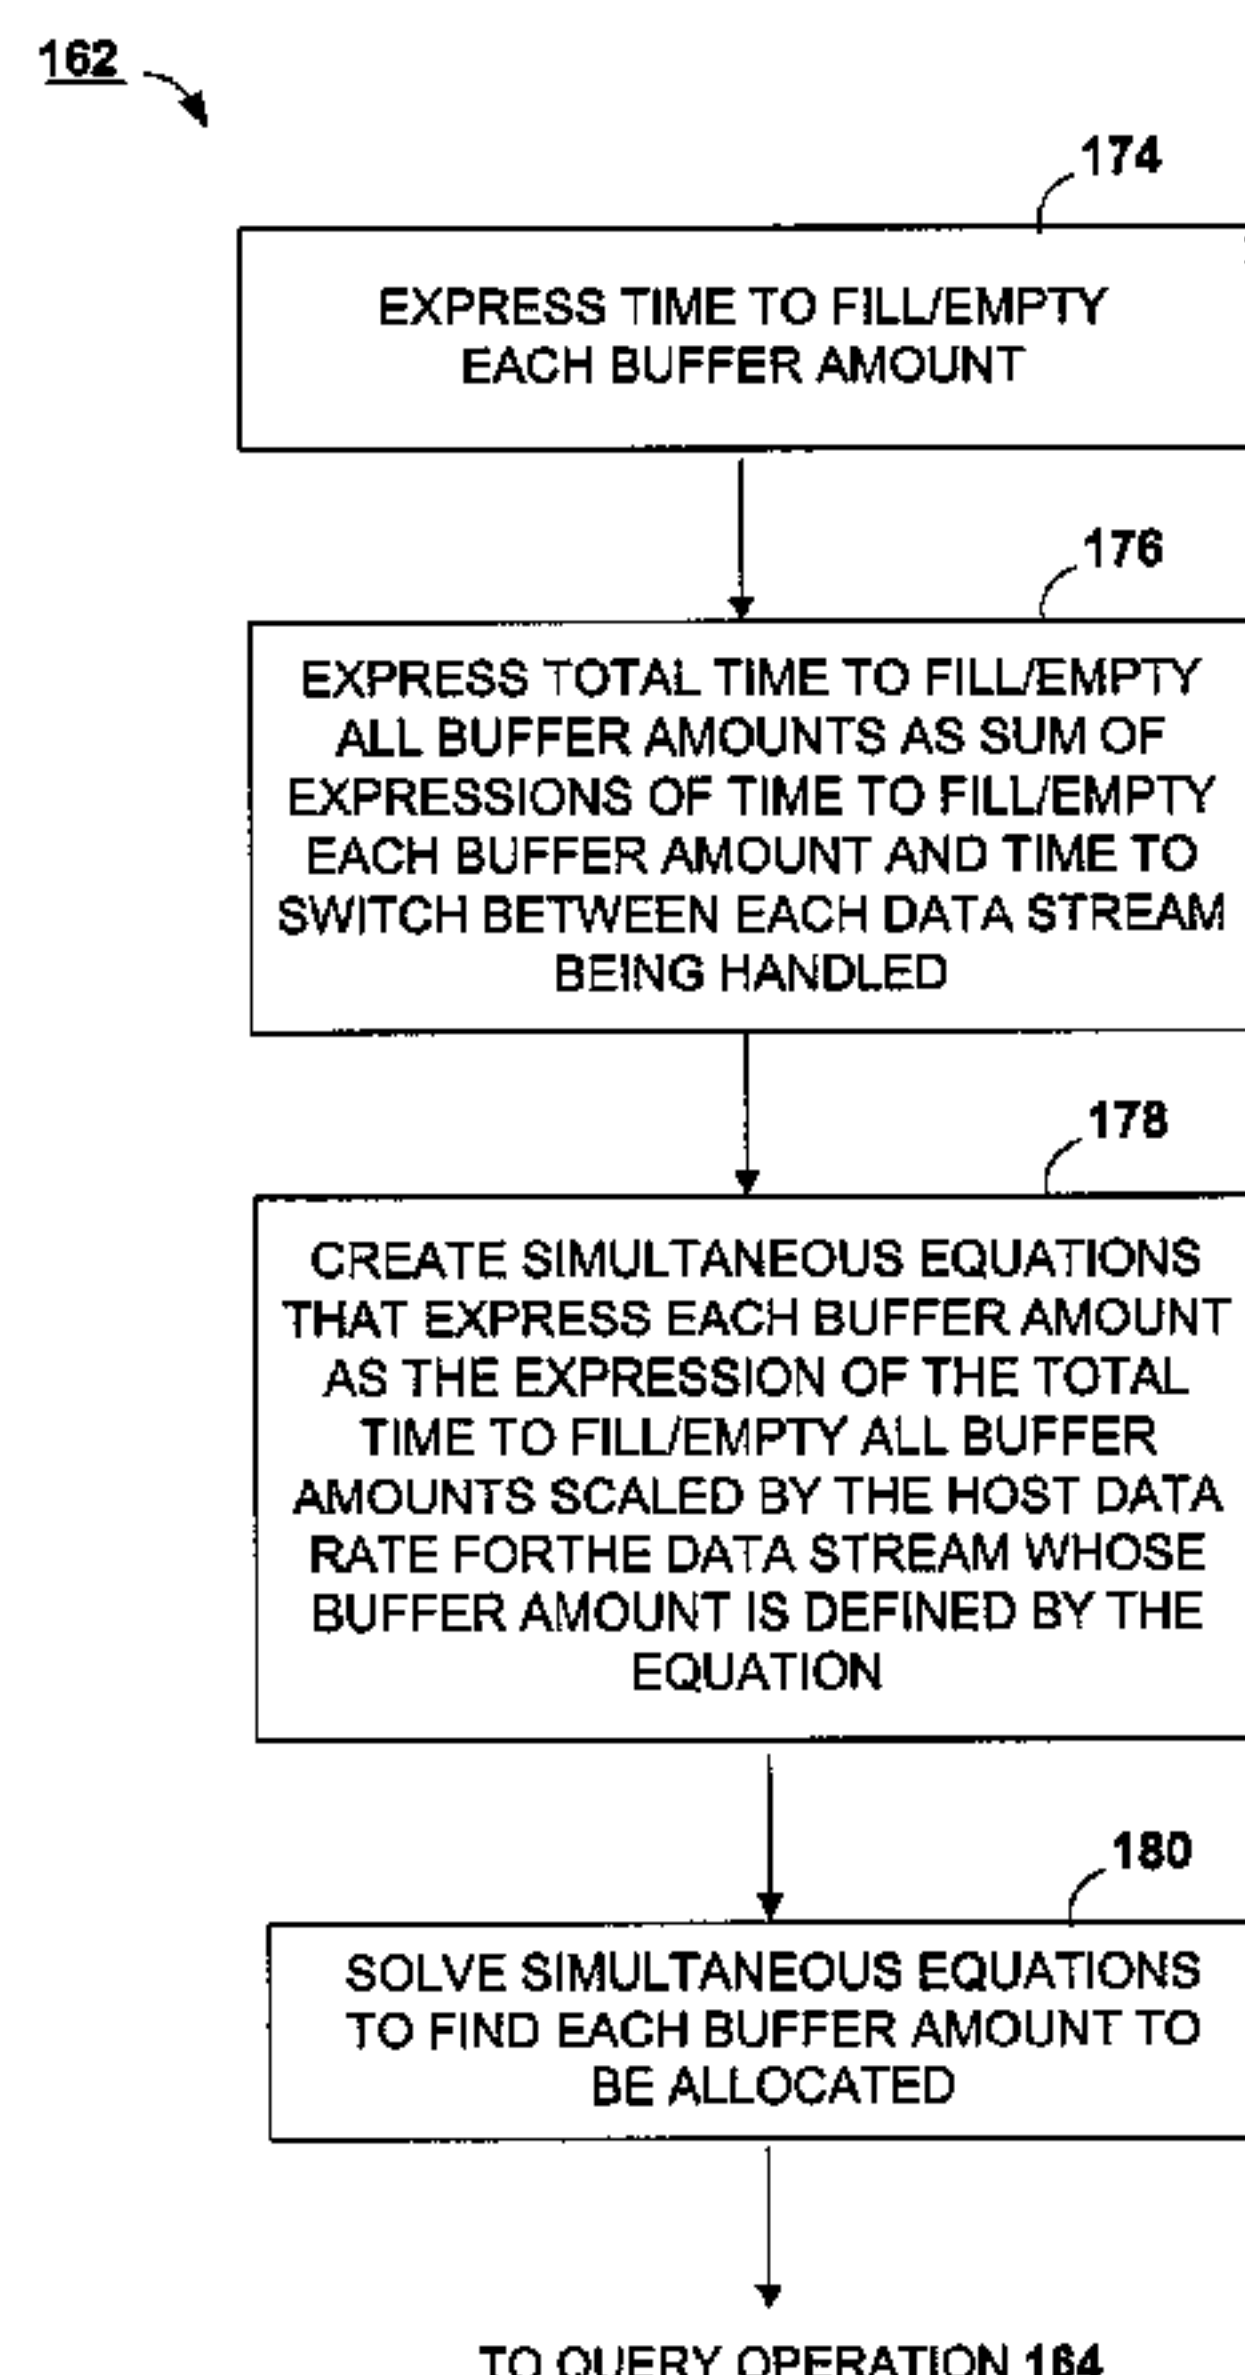 162
174
EXPRESS TIME TO FILL/EMPTY
EACH BUFFER AMOUNT
176
EXPRESS TOTAL TIME TO FILL/EMPTY
ALL BUFFER AMOUNTS AS SUM OF
EXPRESSIONS OF TIME TO FILL/EMPTY
EACH BUFFER AMOUNT AND TIME TO
SWITCH BETWEEN EACH DATA STREAM
BEING HANDLED
178
CREATE SIMULTANEOUS EQUATIONS
THAT EXPRESS EACH BUFFER AMOUNT
AS THE EXPRESSION OF THE TOTAL
TIME TO FILL/EMPTY ALL BUFFER
AMOUNTS SCALED BY THE HOST DATA
RATE FORTHE DATA STREAM WHOSE
BUFFER AMOUNT IS DEFINED BY THE
EQUATION
180
SOLVE SIMULTANEOUS EQUATIONS
TO FIND EACH BUFFER AMOUNT TO
BE ALLOCATED
TO QUERY OPERATION 164